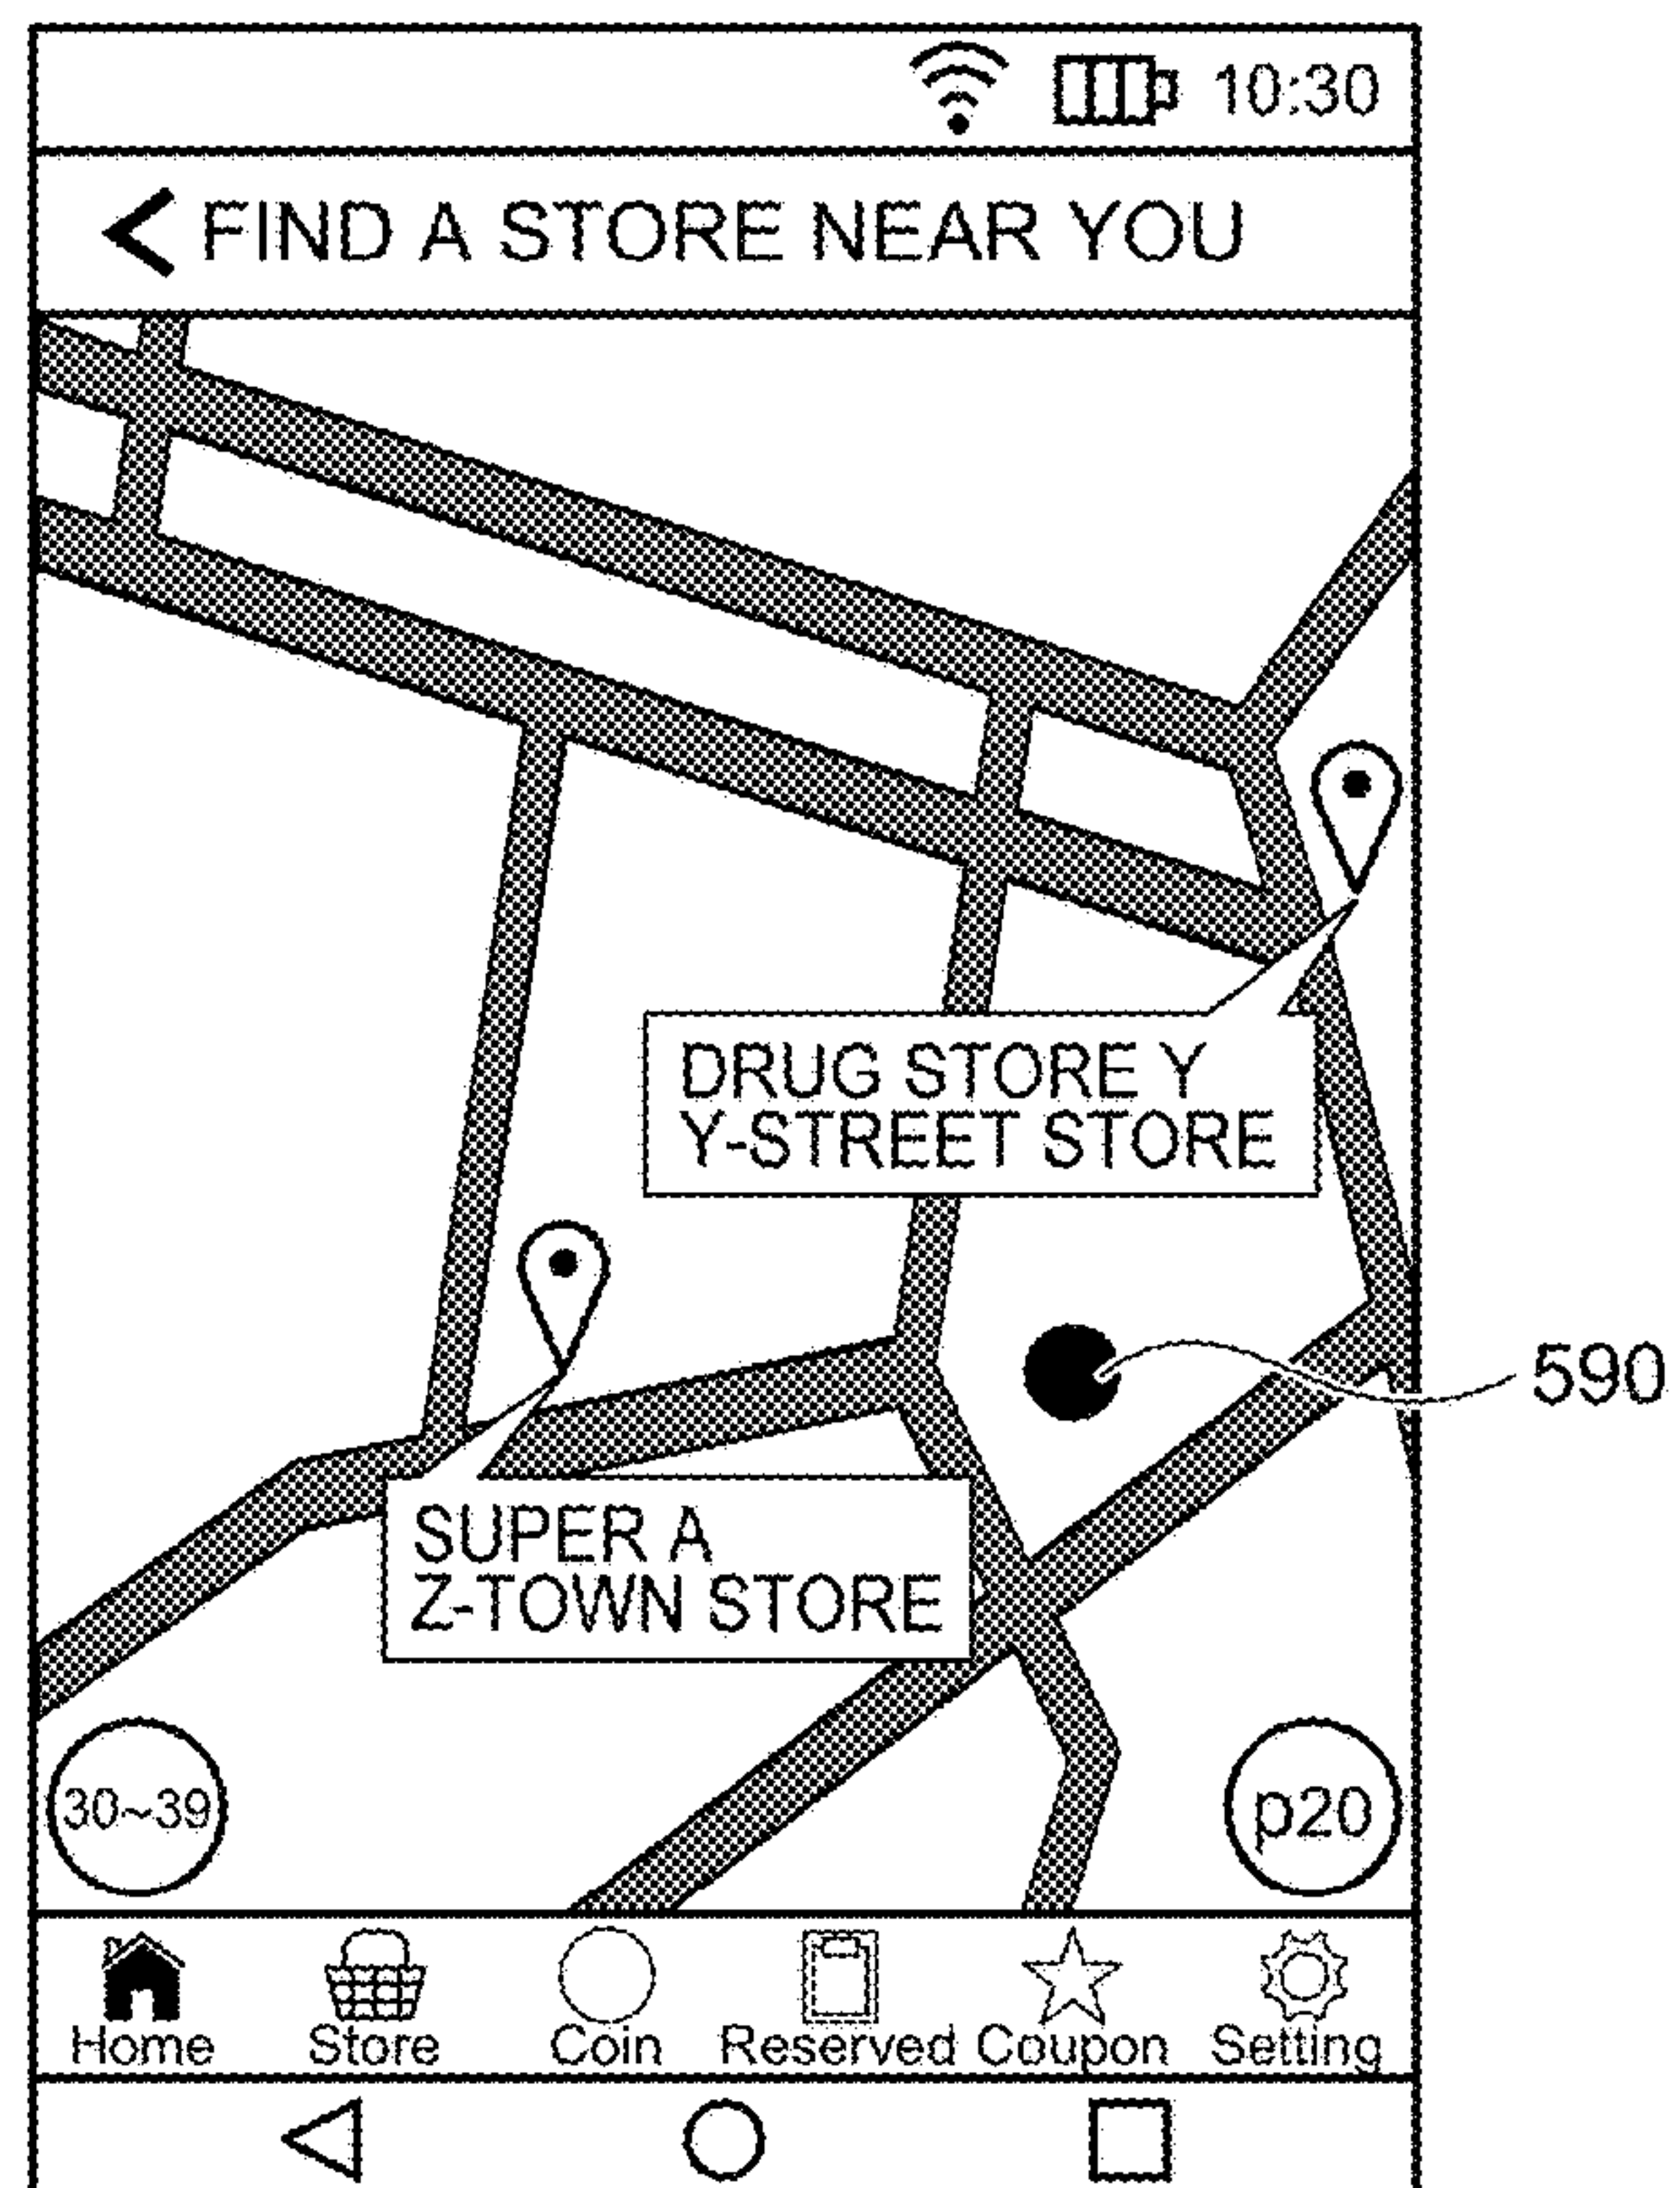 10:30
FIND A STORE NEAR YOU
DRUG STORE Y
Y-STREET STORE
590
SUPER A
Z-TOWN STORE
30~39
p20
Home Store Coin Reserved Coupon Setting